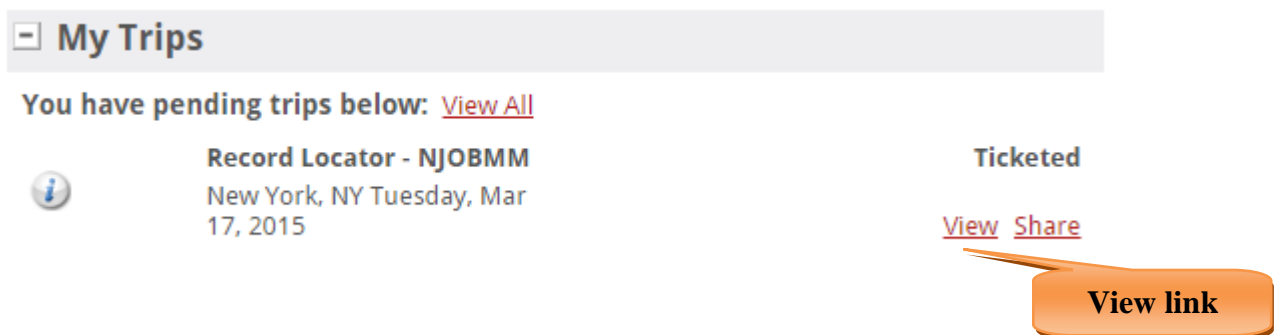 My Trips
You have pending trips below: View All
Record Locator - NJOBMM Ticketed
New York, NY Tuesday, Mar
17, 2015
View Share
View link